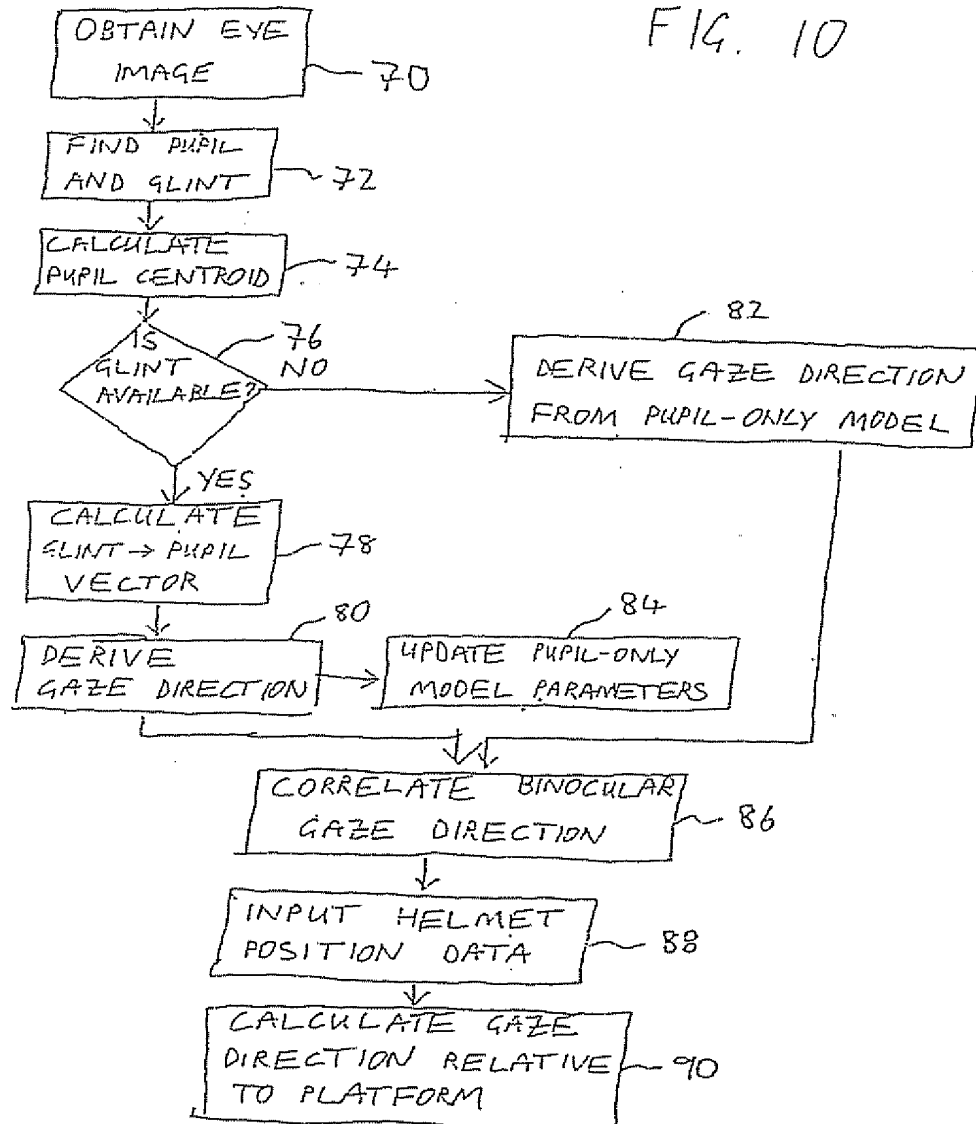 FIG. 10
OBTAIN EYE
IMAGE
70
FIND PUPIL
AND GLINT
72
CALCULATE
PUPIL CENTROID
74
IS
GLINT
AVAILABLE?
76
NO
82
DERIVE GAZE DIRECTION
FROM PUPIL-ONLY MODEL
YES
CALCULATE
GLINT → PUPIL
VECTOR
78
80
DERIVE
GAZE DIRECTION
84
UPDATE PUPIL-ONLY
MODEL PARAMETERS
CORRELATE BINOCULAR
GAZE DIRECTION
86
INPUT HELMET
POSITION DATA
88
CALCULATE GAZE
DIRECTION RELATIVE
TO PLATFORM
90